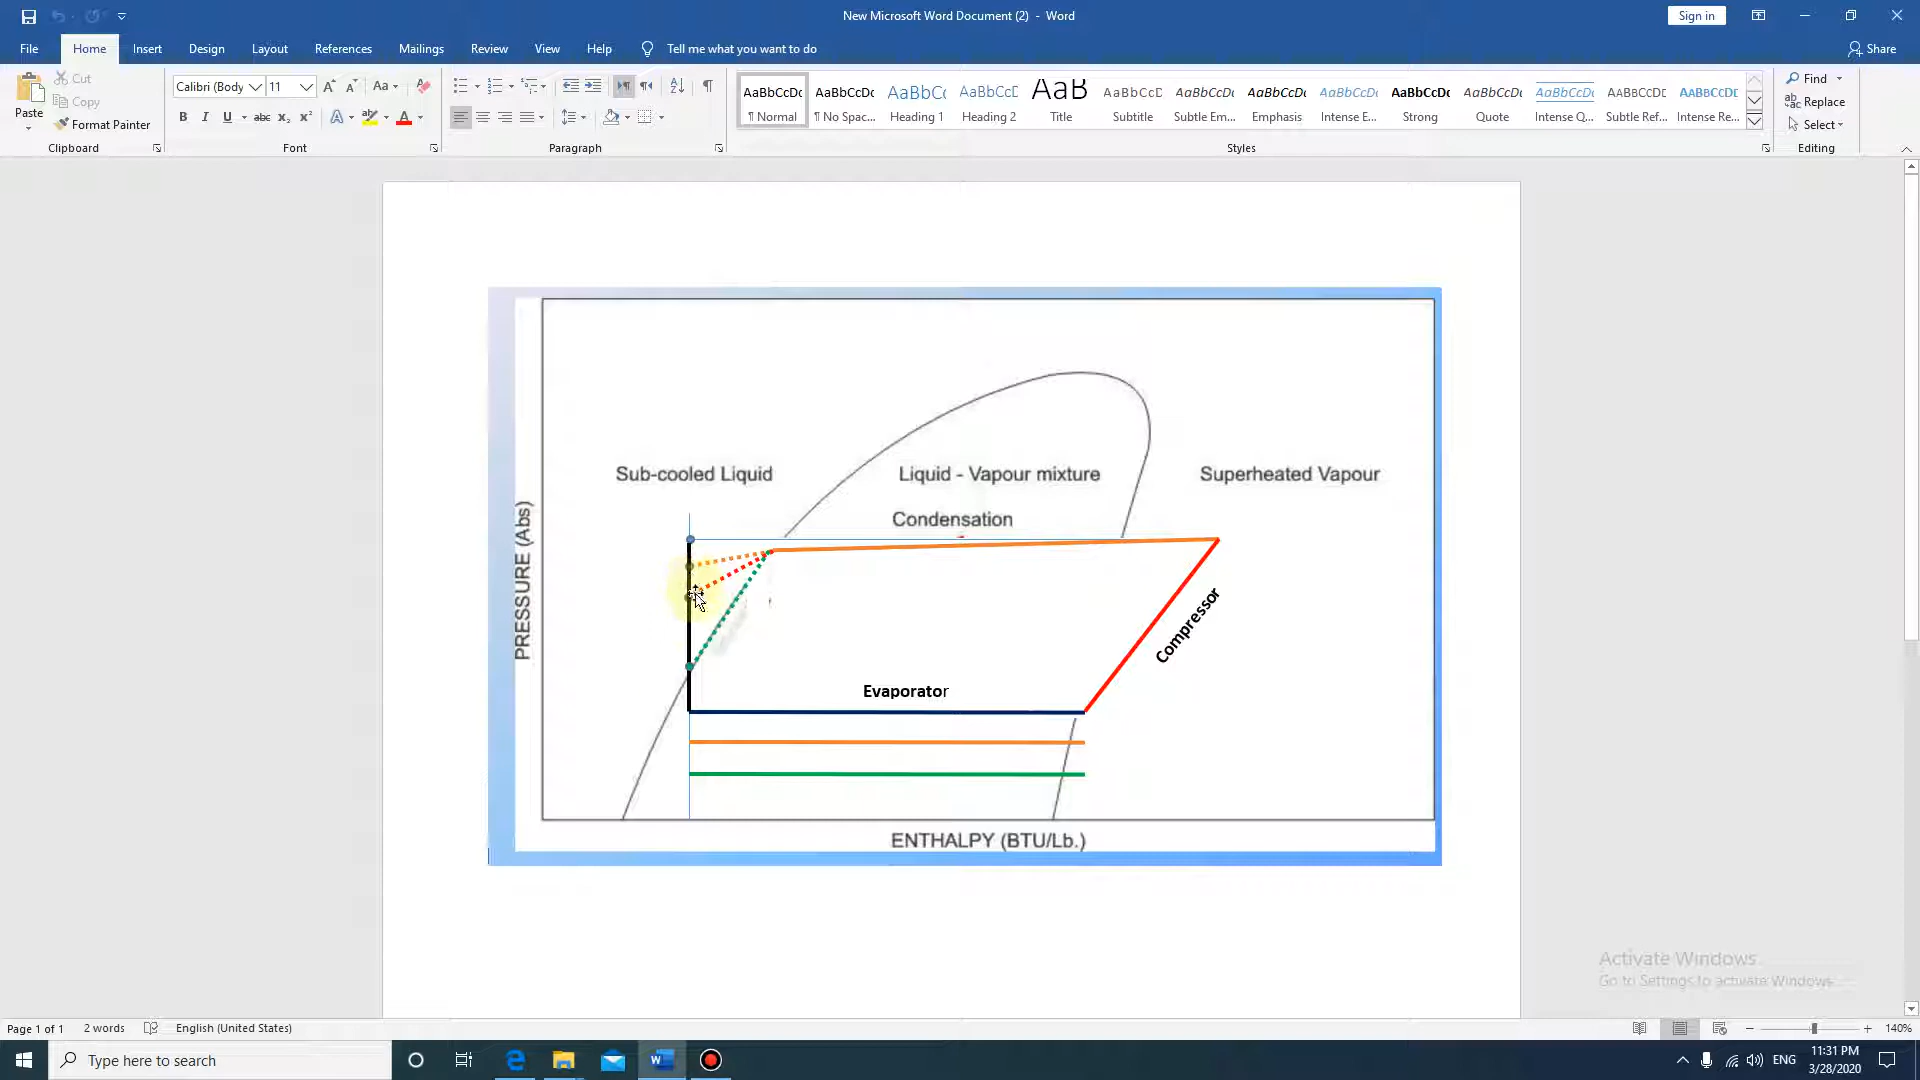 New Microsoft Word Document (2) - Word
Sign in
File Home Insert Design Layout References Mailings Review View Help Tell me what you want to do Share
Paste Cut Copy Format Painter
Calibri (Body 11 Aa
B I U abc x₂ x² A A
AaBbCcDc AaBbCcDc AaBbCc AaBbCcD AaB AaBbCcD AaBbCcDc AaBbCcDc AaBbCcDc AaBbCcDc AaBbCcDc AaBbCcDc AaBbCcDc AaBbCcDc
¶ Normal ¶ No Spac... Heading 1 Heading 2 Title Subtitle Subtle Em... Emphasis Intense E... Strong Quote Intense Q... Subtle Ref... Intense Re...
Find
Replace
Select
Clipboard Font Paragraph Styles Editing
Sub-cooled Liquid Liquid - Vapour mixture Superheated Vapour
Condensation
PRESSURE (Abs)
Compressor
Evaporator
ENTHALPY (BTU/Lb.)
Activate Windows
Go to Settings to activate Windows.
Page 1 of 1 2 words English (United States) 140%
Type here to search
W
ENG
11:31 PM
3/28/2020